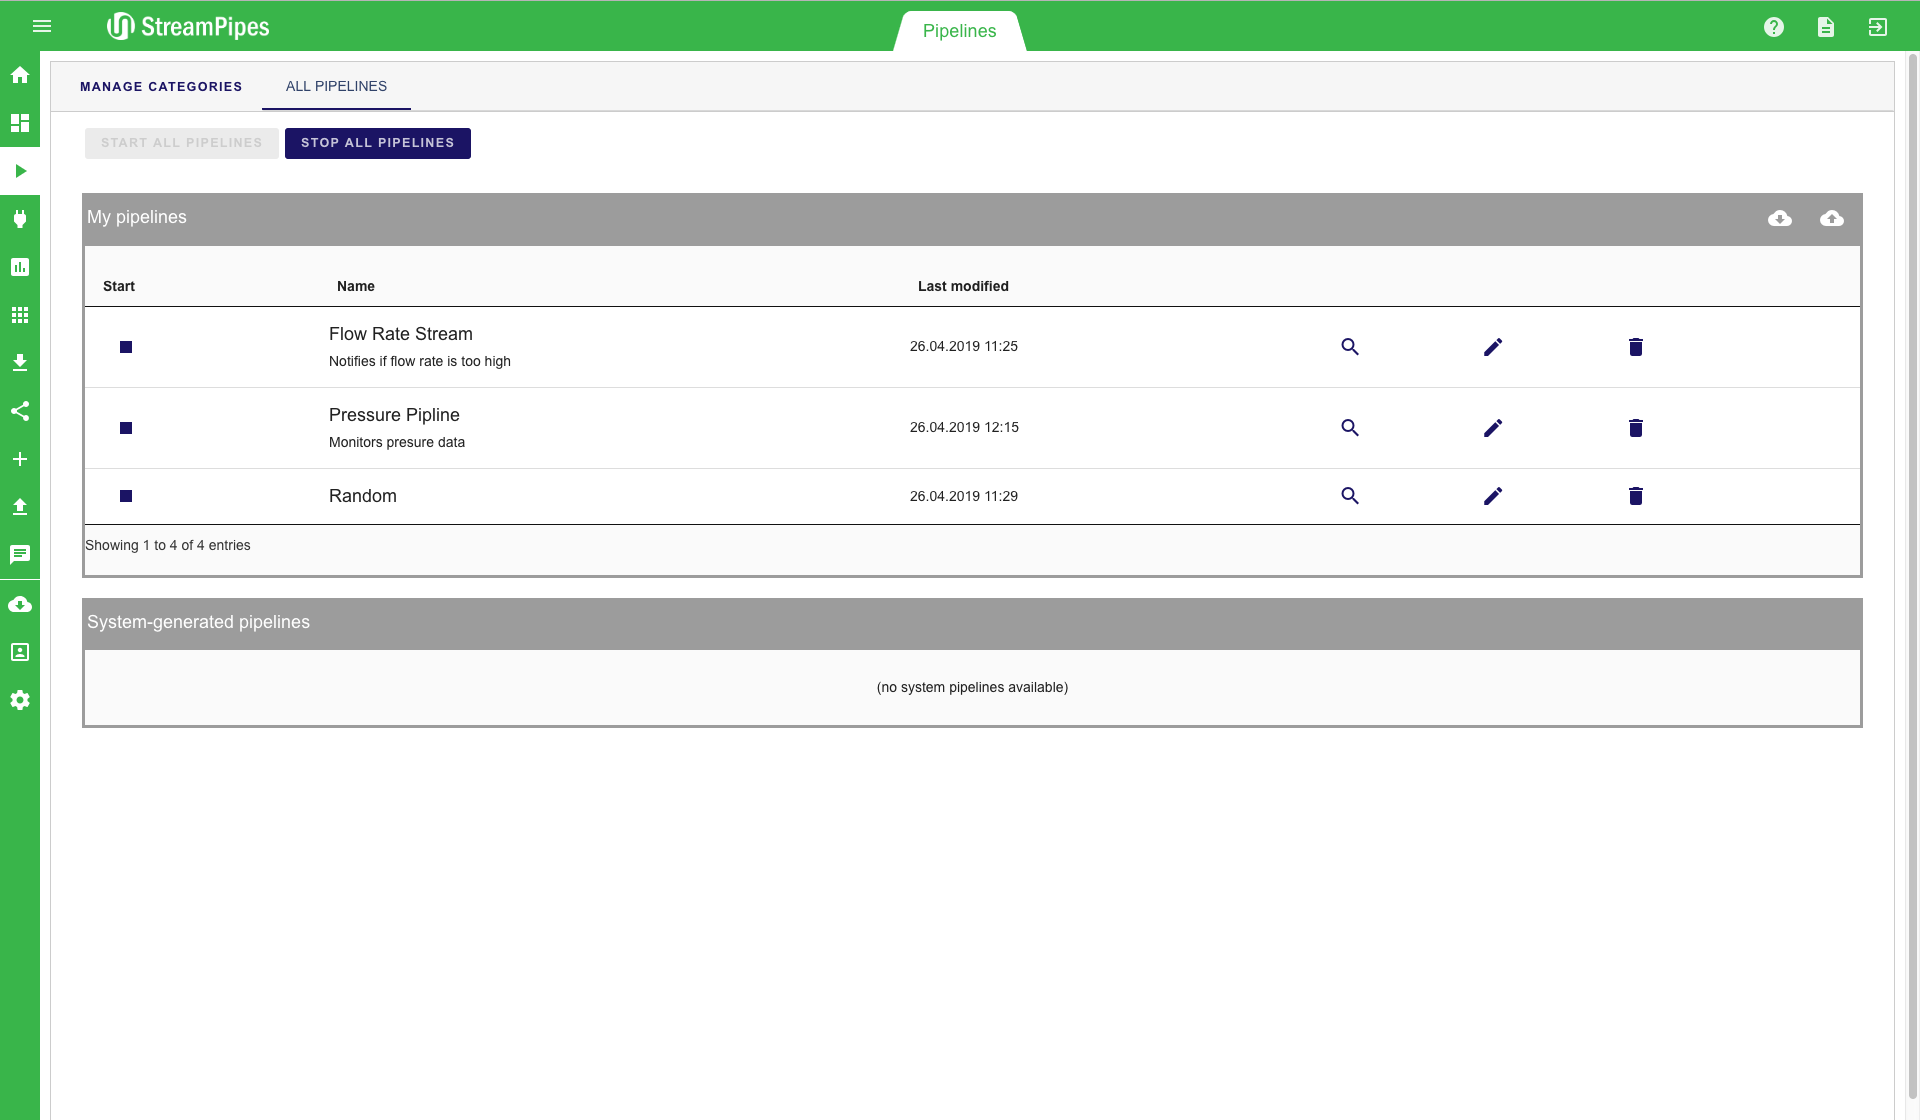 StreamPipes
Pipelines
MANAGE CATEGORIES
ALL PIPELINES
START ALL PIPELINES
STOP ALL PIPELINES
My pipelines
Start
Name
Last modified
Flow Rate Stream
Notifies if flow rate is too high
26.04.2019 11:25
Pressure Pipline
Monitors presure data
26.04.2019 12:15
Random
26.04.2019 11:29
Showing 1 to 4 of 4 entries
System-generated pipelines
(no system pipelines available)